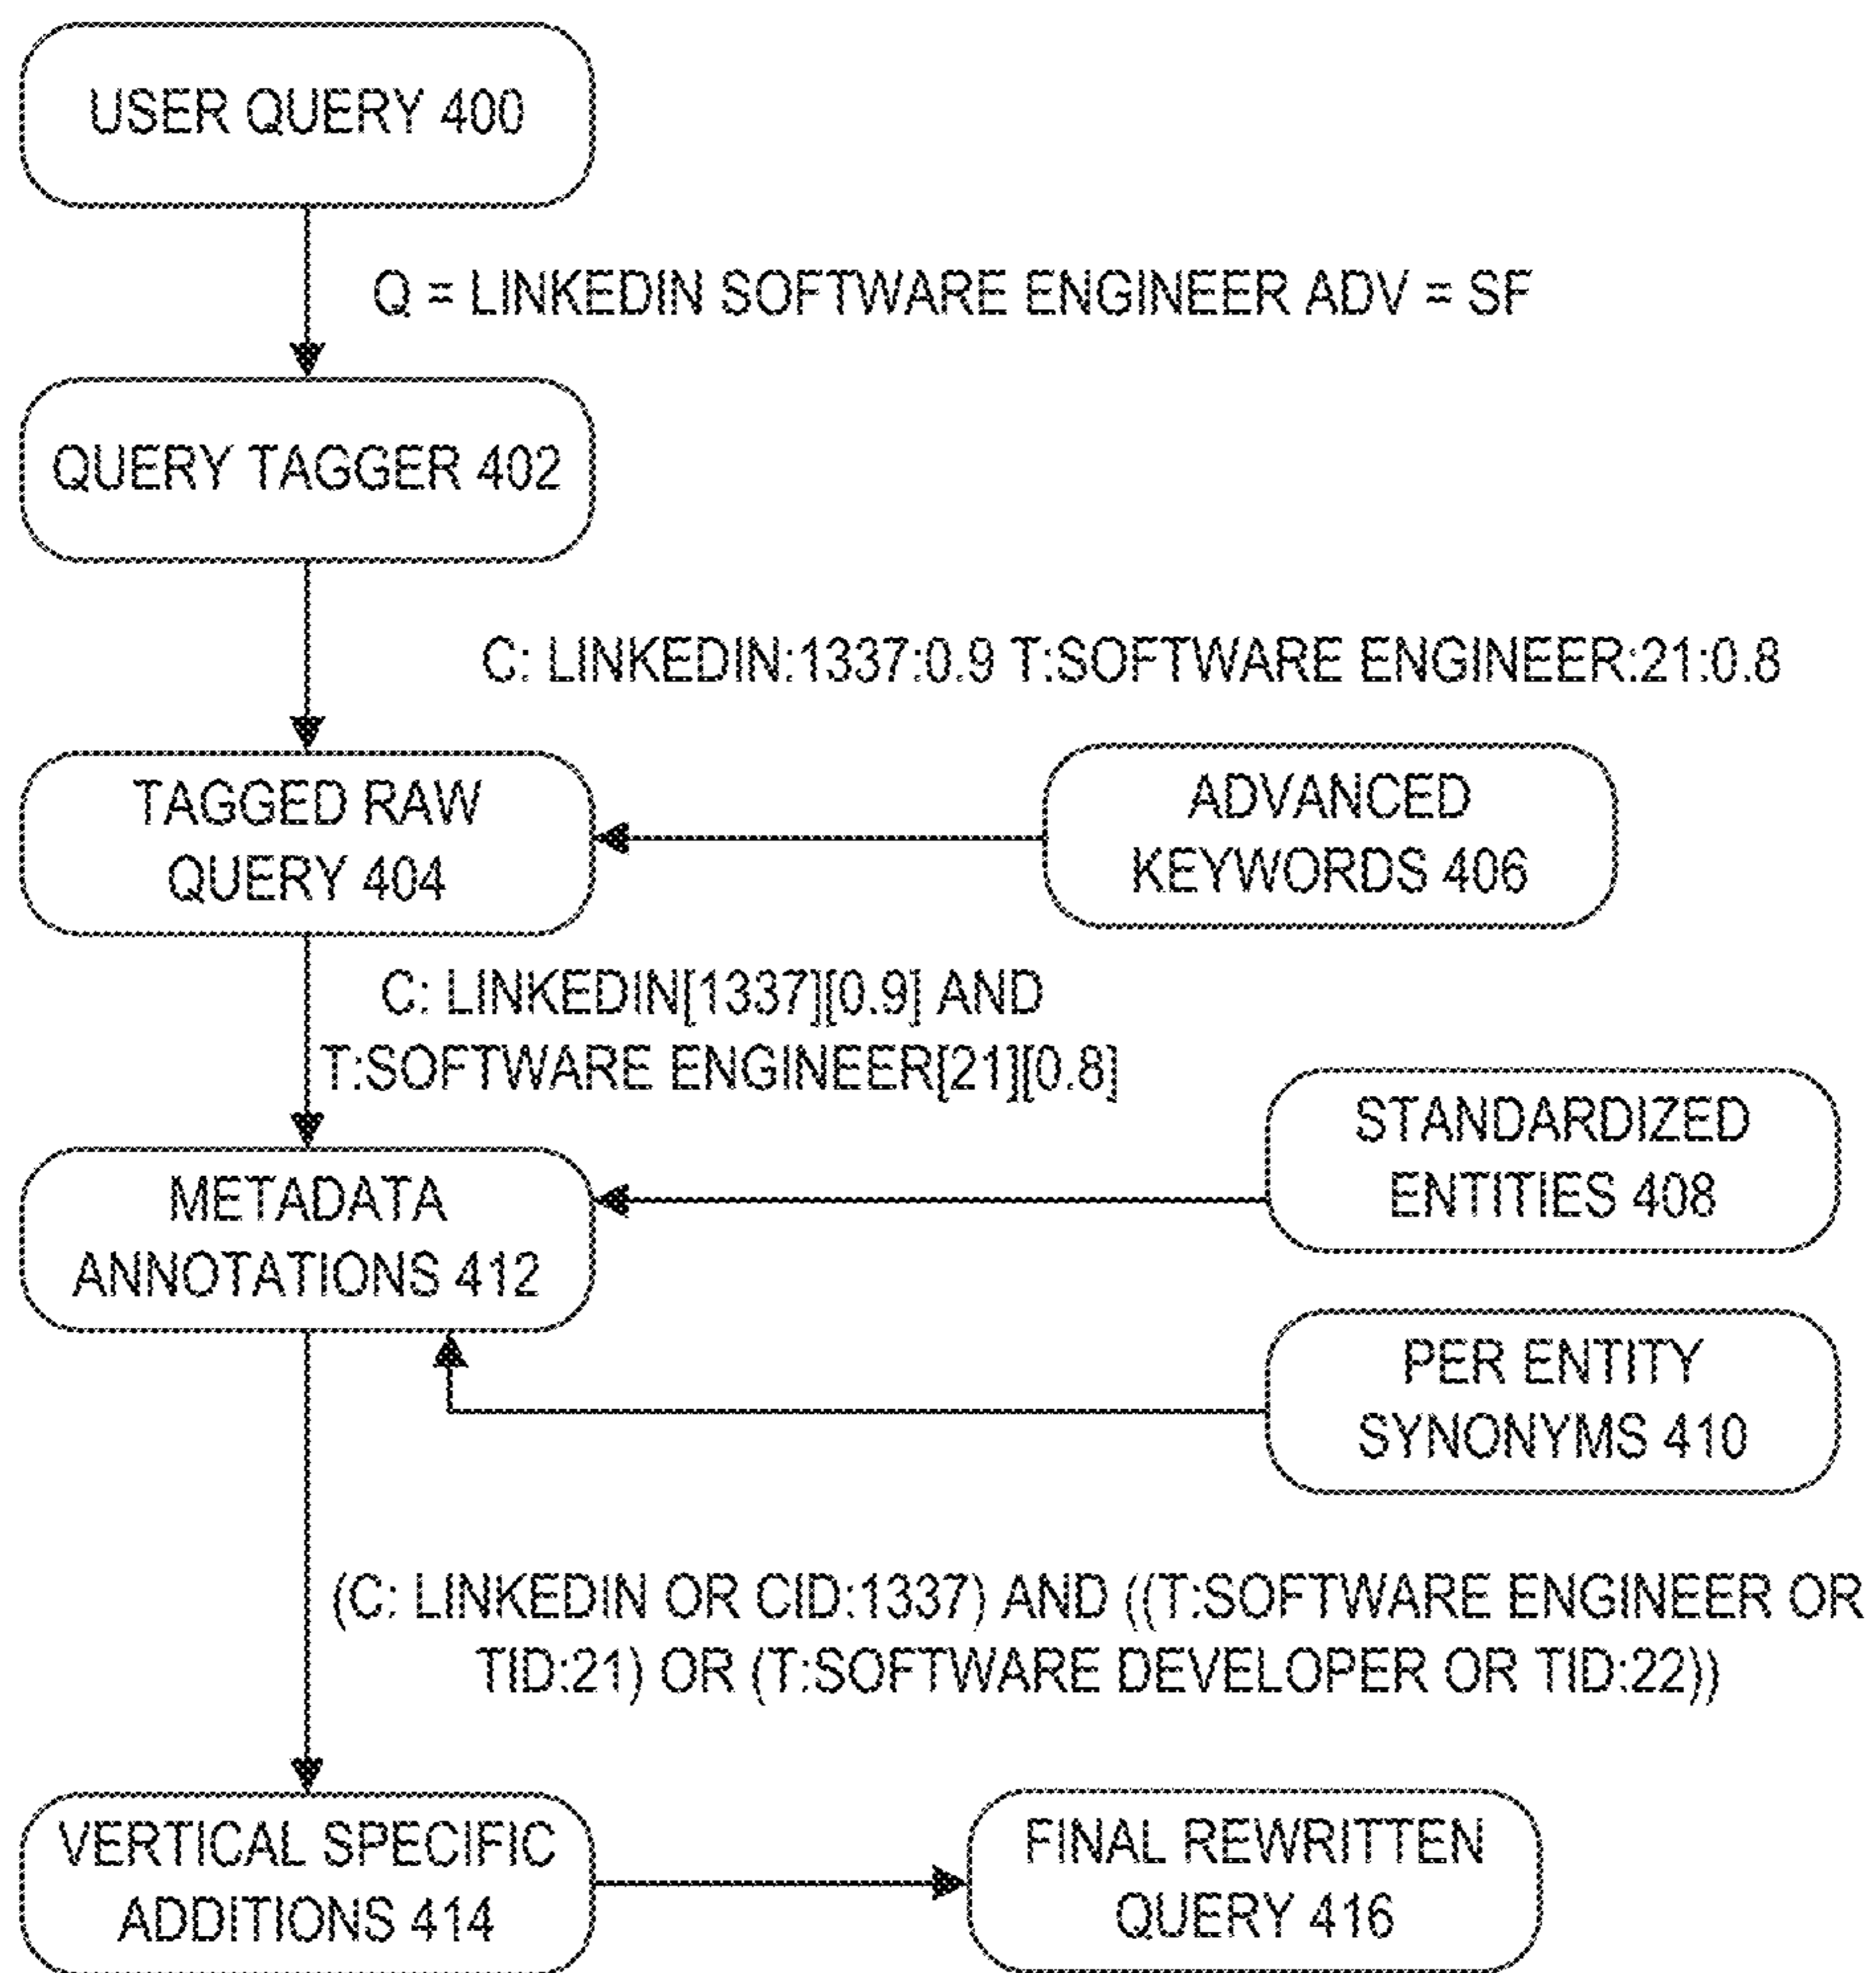 USER QUERY 400
Q = LINKEDIN SOFTWARE ENGINEER ADV = SF
QUERY TAGGER 402
C: LINKEDIN:1337:0.9 T:SOFTWARE ENGINEER:21:0.8
TAGGED RAW
QUERY 404
ADVANCED
KEYWORDS 406
C: LINKEDIN[1337][0.9] AND
T:SOFTWARE ENGINEER[21][0.8]
STANDARDIZED
ENTITIES 408
METADATA
ANNOTATIONS 412
PER ENTITY
SYNONYMS 410
(C: LINKEDIN OR CID:1337) AND ((T:SOFTWARE ENGINEER OR
TID:21) OR (T:SOFTWARE DEVELOPER OR TID:22))
VERTICAL SPECIFIC
ADDITIONS 414
FINAL REWRITTEN
QUERY 416